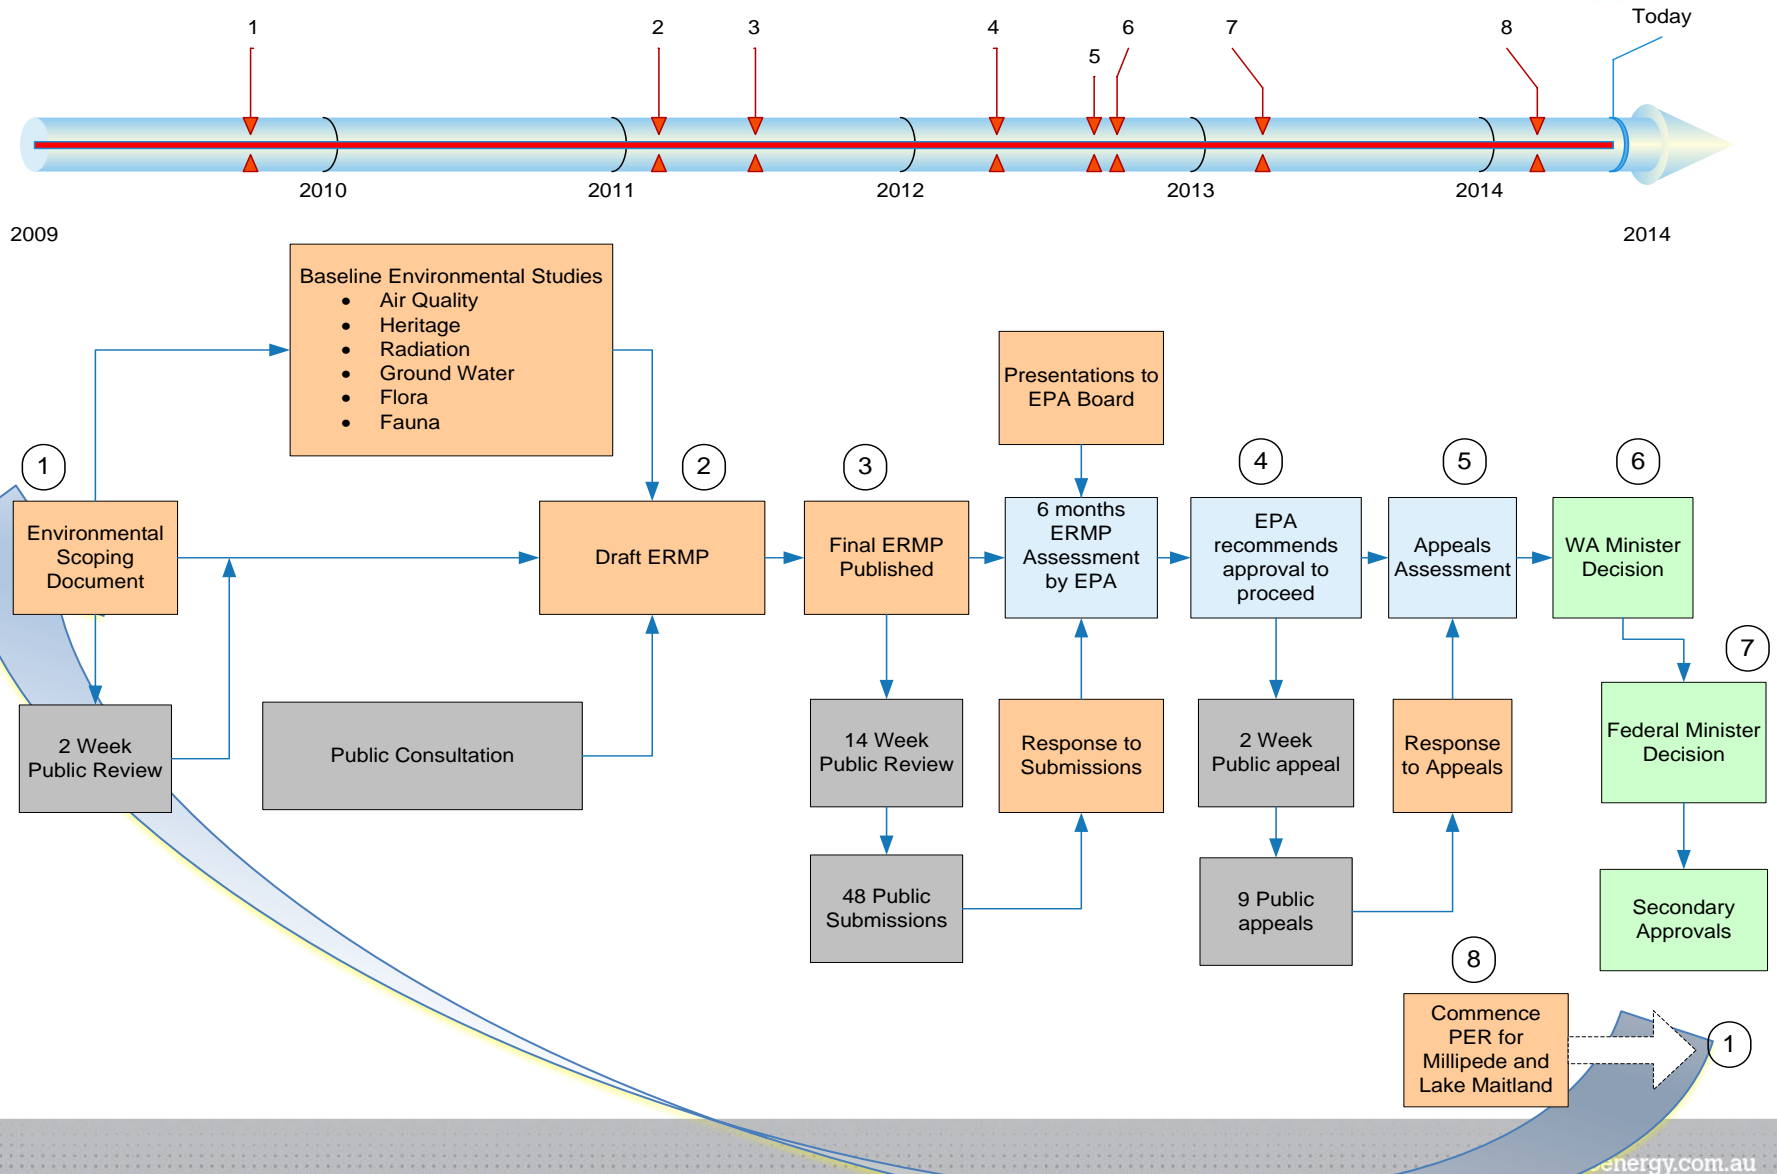 Today
1
2
3
4
5
6
7
8
2010
2011
2012
2013
2014
2009
2014
Baseline Environmental Studies
• Air Quality
• Heritage
• Radiation
• Ground Water
• Flora
• Fauna
Presentations to
EPA Board
1
2
3
4
5
6
Environmental
Scoping
Document
Draft ERMP
Final ERMP
Published
6 months
ERMP
Assessment
by EPA
EPA
recommends
approval to
proceed
Appeals
Assessment
WA Minister
Decision
7
2 Week
Public Review
Public Consultation
14 Week
Public Review
Response to
Submissions
2 Week
Public appeal
Response
to Appeals
Federal Minister
Decision
48 Public
Submissions
9 Public
appeals
Secondary
Approvals
8
Commence
PER for
Millipede and
Lake Maitland
1
energy.com.au